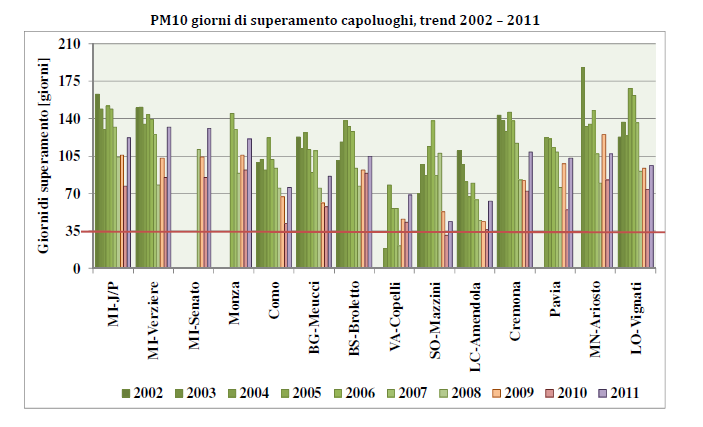 PM10 giorni di superamento capoluoghi, trend 2002 – 2011
Giorni di superamento [giorni]
210
175
140
105
70
35
0
MI-J/P
MI-Verziere
MI-Senato
Monza
Como
BG-Meucci
BS-Broletto
VA-Copelli
SO-Mazzini
LC-Amendola
Cremona
Pavia
MN-Ariosto
LO-Vignati
2002 2003 2004 2005 2006 2007 2008 2009 2010 2011